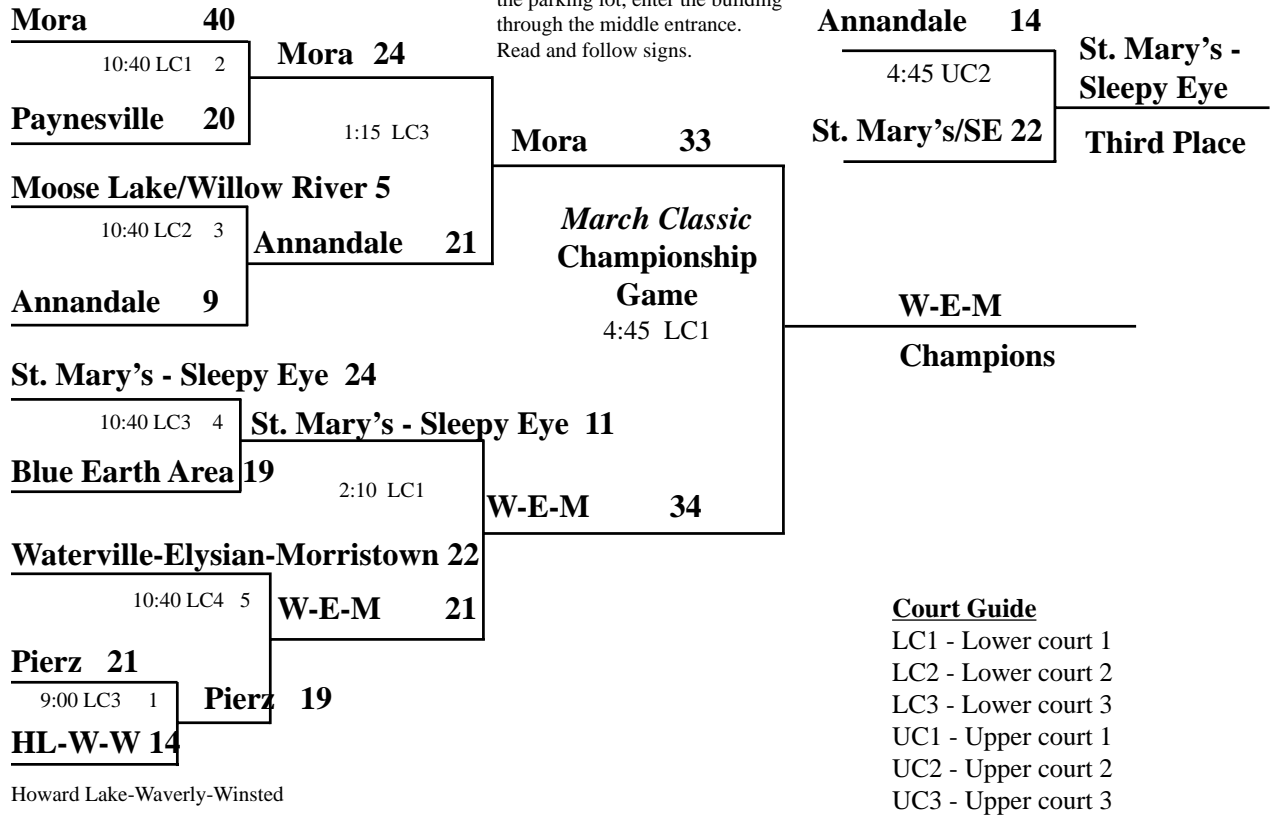 the parking lot, enter the building
through the middle entrance.
Read and follow signs.
Mora 40
10:40 LC1 2
Paynesville 20
Mora 24
1:15 LC3
Moose Lake/Willow River 5
10:40 LC2 3
Annandale 9
Annandale 21
Mora 33
March Classic
Championship
Game
4:45 LC1
St. Mary’s - Sleepy Eye 24
10:40 LC3 4
Blue Earth Area 19
St. Mary’s - Sleepy Eye 11
2:10 LC1
Waterville-Elysian-Morristown 22
10:40 LC4 5
W-E-M 21
Pierz 21
9:00 LC3 1
HL-W-W 14
Pierz 19
Howard Lake-Waverly-Winsted
W-E-M 34
W-E-M
Champions
Annandale 14
4:45 UC2
St. Mary’s/SE 22
St. Mary’s -
Sleepy Eye
Third Place
Court Guide
LC1 - Lower court 1
LC2 - Lower court 2
LC3 - Lower court 3
UC1 - Upper court 1
UC2 - Upper court 2
UC3 - Upper court 3